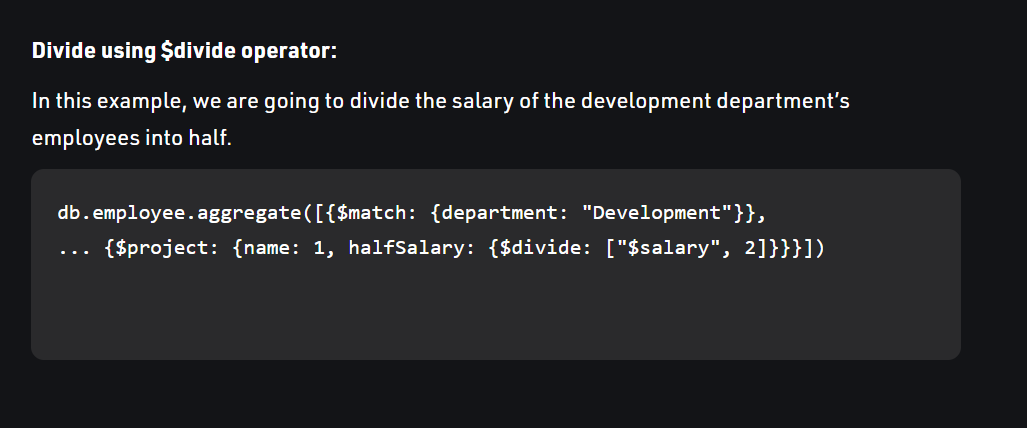 Divide using $divide operator:
In this example, we are going to divide the salary of the development department’s
employees into half.
db.employee.aggregate([{$match: {department: "Development"}},
... {$project: {name: 1, halfSalary: {$divide: ["$salary", 2]}}}])